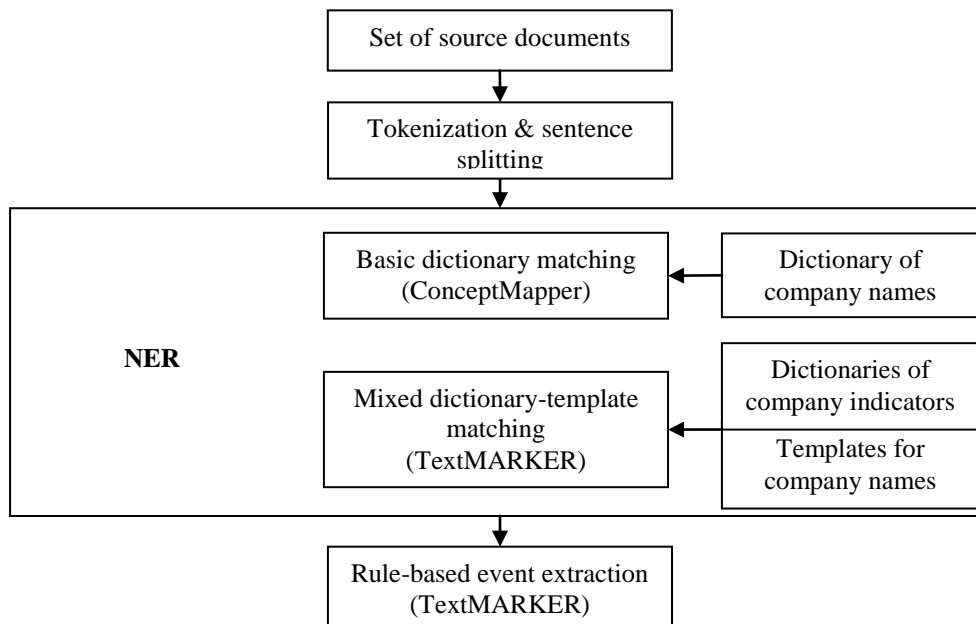 Set of source documents
Tokenization & sentence
splitting
Basic dictionary matching
(ConceptMapper)
Dictionary of
company names
NER
Mixed dictionary-template
matching
(TextMARKER)
Dictionaries of
company indicators
Templates for
company names
Rule-based event extraction
(TextMARKER)